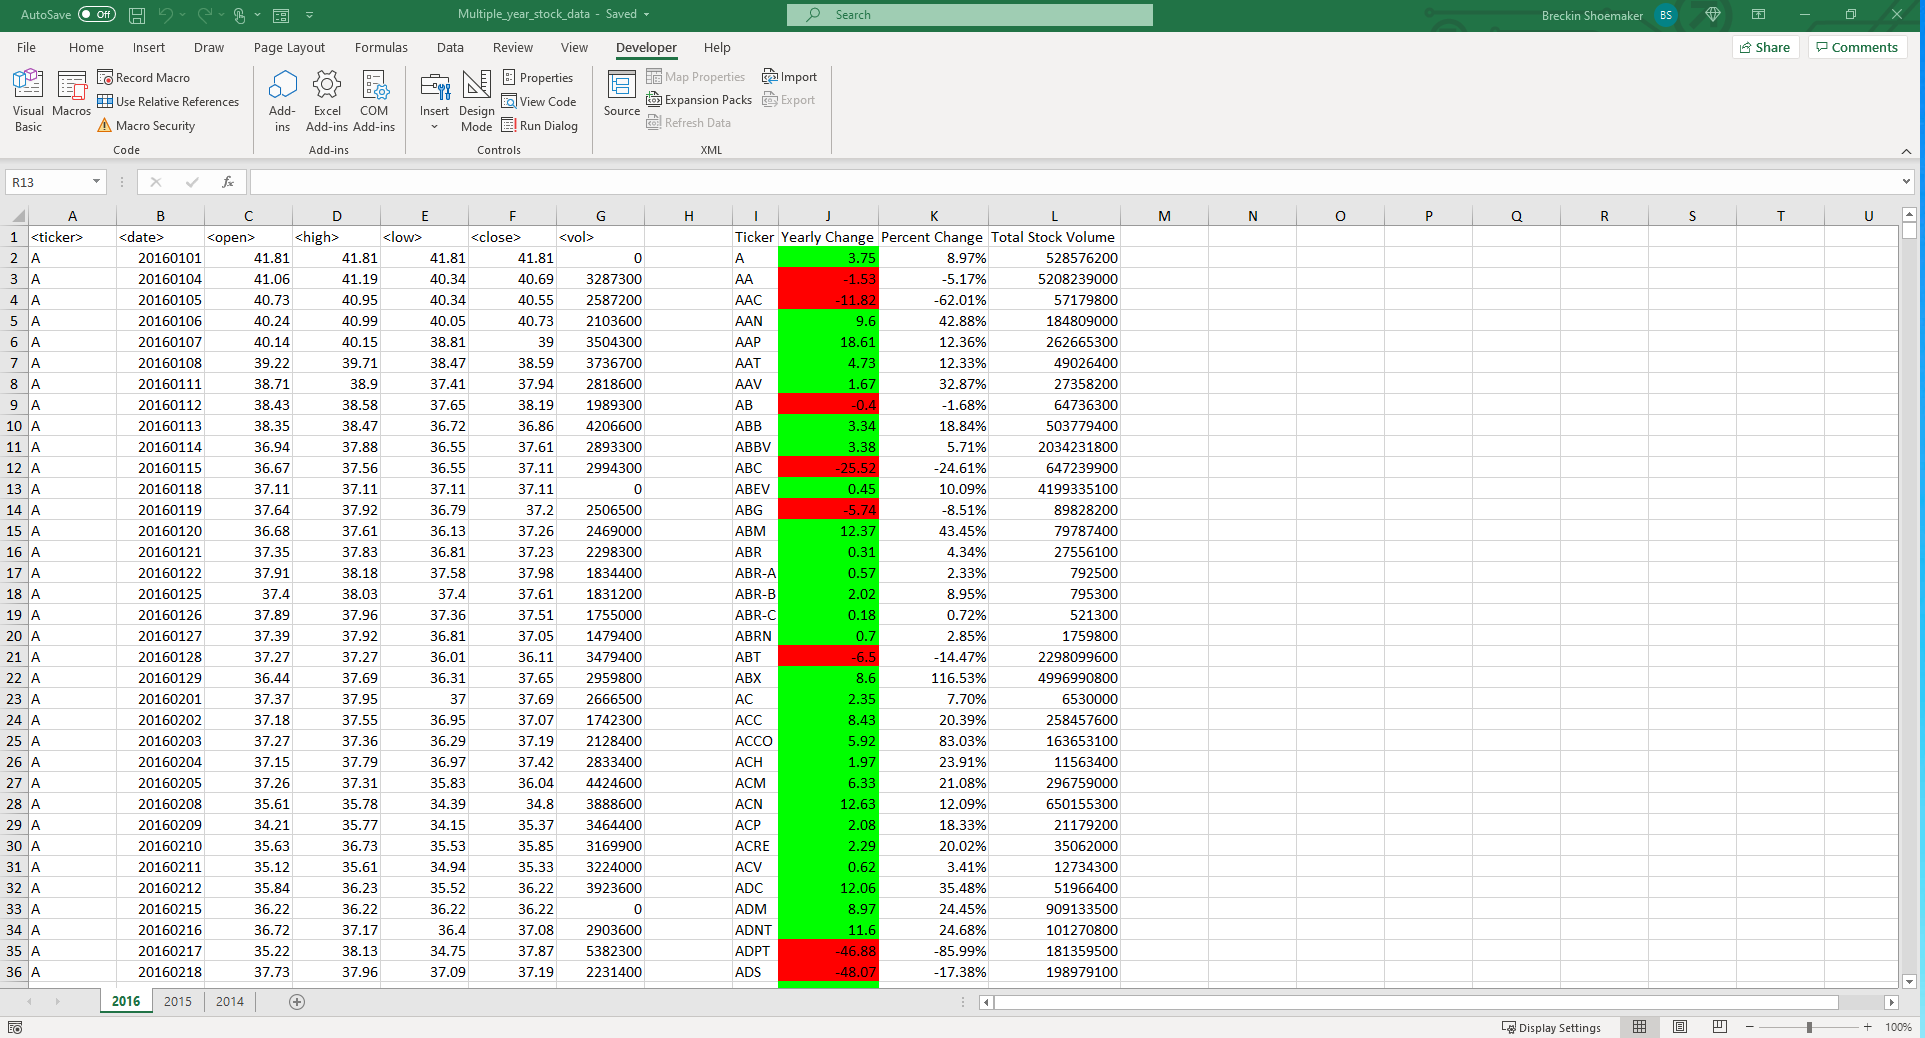 AutoSave Off Multiple_year_stock_data - Saved Search Breckin Shoemaker BS
File Home Insert Draw Page Layout Formulas Data Review View Developer Help Share Comments
Visual Basic
Macros
Record Macro
Use Relative References
Macro Security
Code
Add-ins
Excel Add-ins
COM Add-ins
Add-ins
Insert
Design Mode
Properties
View Code
Run Dialog
Controls
Source
Map Properties
Expansion Packs
Refresh Data
Import
Export
XML
R13 fx
A B C D E F G H I J K L M N O P Q R S T U
1 <ticker> <date> <open> <high> <low> <close> <vol> Ticker Yearly Change Percent Change Total Stock Volume
2 A 20160101 41.81 41.81 41.81 41.81 0 A 3.75 8.97% 528576200
3 A 20160104 41.06 41.19 40.34 40.69 3287300 AA -1.53 -5.17% 5208239000
4 A 20160105 40.73 40.95 40.34 40.55 2587200 AAC -11.82 -62.01% 57179800
5 A 20160106 40.24 40.99 40.05 40.73 2103600 AAN 9.6 42.88% 184809000
6 A 20160107 40.14 40.15 38.81 39 3504300 AAP 18.61 12.36% 262665300
7 A 20160108 39.22 39.71 38.47 38.59 3736700 AAT 4.73 12.33% 49026400
8 A 20160111 38.71 38.9 37.41 37.94 2818600 AAV 1.67 32.87% 27358200
9 A 20160112 38.43 38.58 37.65 38.19 1989300 AB -0.4 -1.68% 64736300
10 A 20160113 38.35 38.47 36.72 36.86 4206600 ABB 3.34 18.84% 503779400
11 A 20160114 36.94 37.88 36.55 37.61 2893300 ABBV 3.38 5.71% 2034231800
12 A 20160115 36.67 37.56 36.55 37.11 2994300 ABC -25.52 -24.61% 647239900
13 A 20160118 37.11 37.11 37.11 37.11 0 ABEV 0.45 10.09% 4199335100
14 A 20160119 37.64 37.92 36.79 37.2 2506500 ABG -5.74 -8.51% 89828200
15 A 20160120 36.68 37.61 36.13 37.26 2469000 ABM 12.37 43.45% 79787400
16 A 20160121 37.35 37.83 36.81 37.23 2298300 ABR 0.31 4.34% 27556100
17 A 20160122 37.91 38.18 37.58 37.98 1834400 ABR-A 0.57 2.33% 792500
18 A 20160125 37.4 38.03 37.4 37.61 1831200 ABR-B 2.02 8.95% 795300
19 A 20160126 37.89 37.96 37.36 37.51 1755000 ABR-C 0.18 0.72% 521300
20 A 20160127 37.39 37.92 36.81 37.05 1479400 ABRN 0.7 2.85% 1759800
21 A 20160128 37.27 37.27 36.01 36.11 3479400 ABT -6.5 -14.47% 2298099600
22 A 20160129 36.44 37.69 36.31 37.65 2959800 ABX 8.6 116.53% 4996990800
23 A 20160201 37.37 37.95 37 37.69 2666500 AC 2.35 7.70% 6530000
24 A 20160202 37.18 37.55 36.95 37.07 1742300 ACC 8.43 20.39% 258457600
25 A 20160203 37.27 37.36 36.29 37.19 2128400 ACCO 5.92 83.03% 163653100
26 A 20160204 37.15 37.79 36.97 37.42 2833400 ACH 1.97 23.91% 11563400
27 A 20160205 37.26 37.31 35.83 36.04 4424600 ACM 6.33 21.08% 296759000
28 A 20160208 35.61 35.78 34.39 34.8 3888600 ACN 12.63 12.09% 650155300
29 A 20160209 34.21 35.77 34.15 35.37 3464400 ACP 2.08 18.33% 21179200
30 A 20160210 35.63 36.73 35.53 35.85 3169900 ACRE 2.29 20.02% 35062000
31 A 20160211 35.12 35.61 34.94 35.33 3224000 ACV 0.62 3.41% 12734300
32 A 20160212 35.84 36.23 35.52 36.22 3923600 ADC 12.06 35.48% 51966400
33 A 20160215 36.22 36.22 36.22 36.22 0 ADM 8.97 24.45% 909133500
34 A 20160216 36.72 37.17 36.4 37.08 2903600 ADNT 11.6 24.68% 101270800
35 A 20160217 35.22 38.13 34.75 37.87 5382300 ADPT -46.88 -85.99% 181359500
36 A 20160218 37.73 37.96 37.09 37.19 2231400 ADS -48.07 -17.38% 198979100
2016 2015 2014
Display Settings 100%